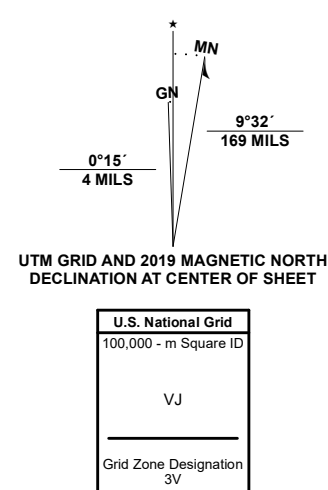 ★
MN
GN
9°32´
169 MILS
0°15´
4 MILS
UTM GRID AND 2019 MAGNETIC NORTH
DECLINATION AT CENTER OF SHEET
U.S. National Grid
100,000 - m Square ID
VJ
Grid Zone Designation
3V